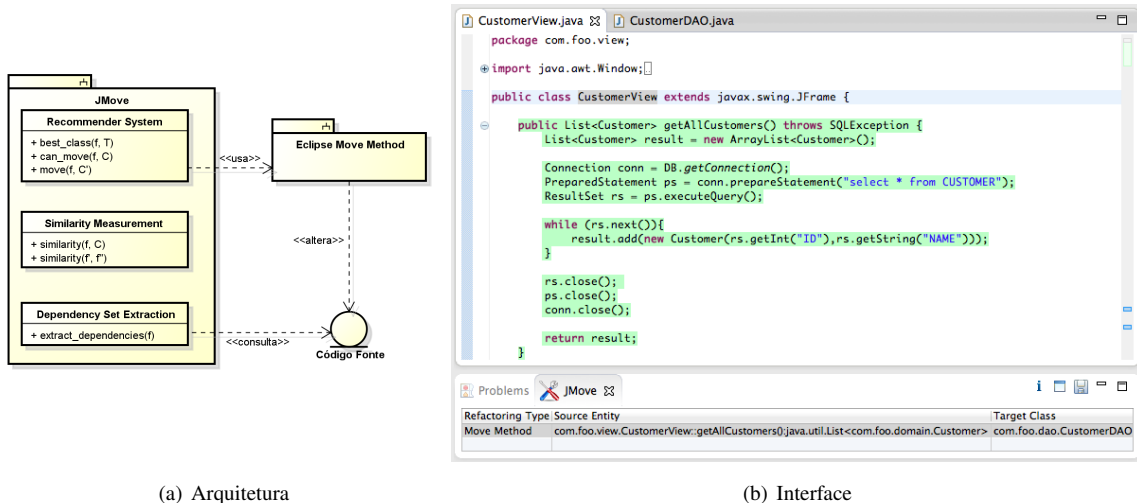 JMove
Recommender System
+ best_class(f, T)
+ can_move(f, C)
+ move(f, C')
<<usa>>
Eclipse Move Method
Similarity Measurement
+ similarity(f, C)
+ similarity(f', f'')
<<altera>>
Dependency Set Extraction
+ extract_dependencies(f)
<<consulta>>
Código Fonte
(a) Arquitetura
CustomerView.java
CustomerDAO.java
package com.foo.view;
import java.awt.Window;
public class CustomerView extends javax.swing.JFrame {
public List<Customer> getAllCustomers() throws SQLException {
List<Customer> result = new ArrayList<Customer>();
Connection conn = DB.getConnection();
PreparedStatement ps = conn.prepareStatement("select * from CUSTOMER");
ResultSet rs = ps.executeQuery();
while (rs.next()){
result.add(new Customer(rs.getInt("ID"),rs.getString("NAME")));
}
rs.close();
ps.close();
conn.close();
return result;
}
Problems JMove
Refactoring Type Source Entity Target Class
Move Method com.foo.view.CustomerView::getAllCustomers():java.util.List<com.foo.domain.Customer> com.foo.dao.CustomerDAO
(b) Interface